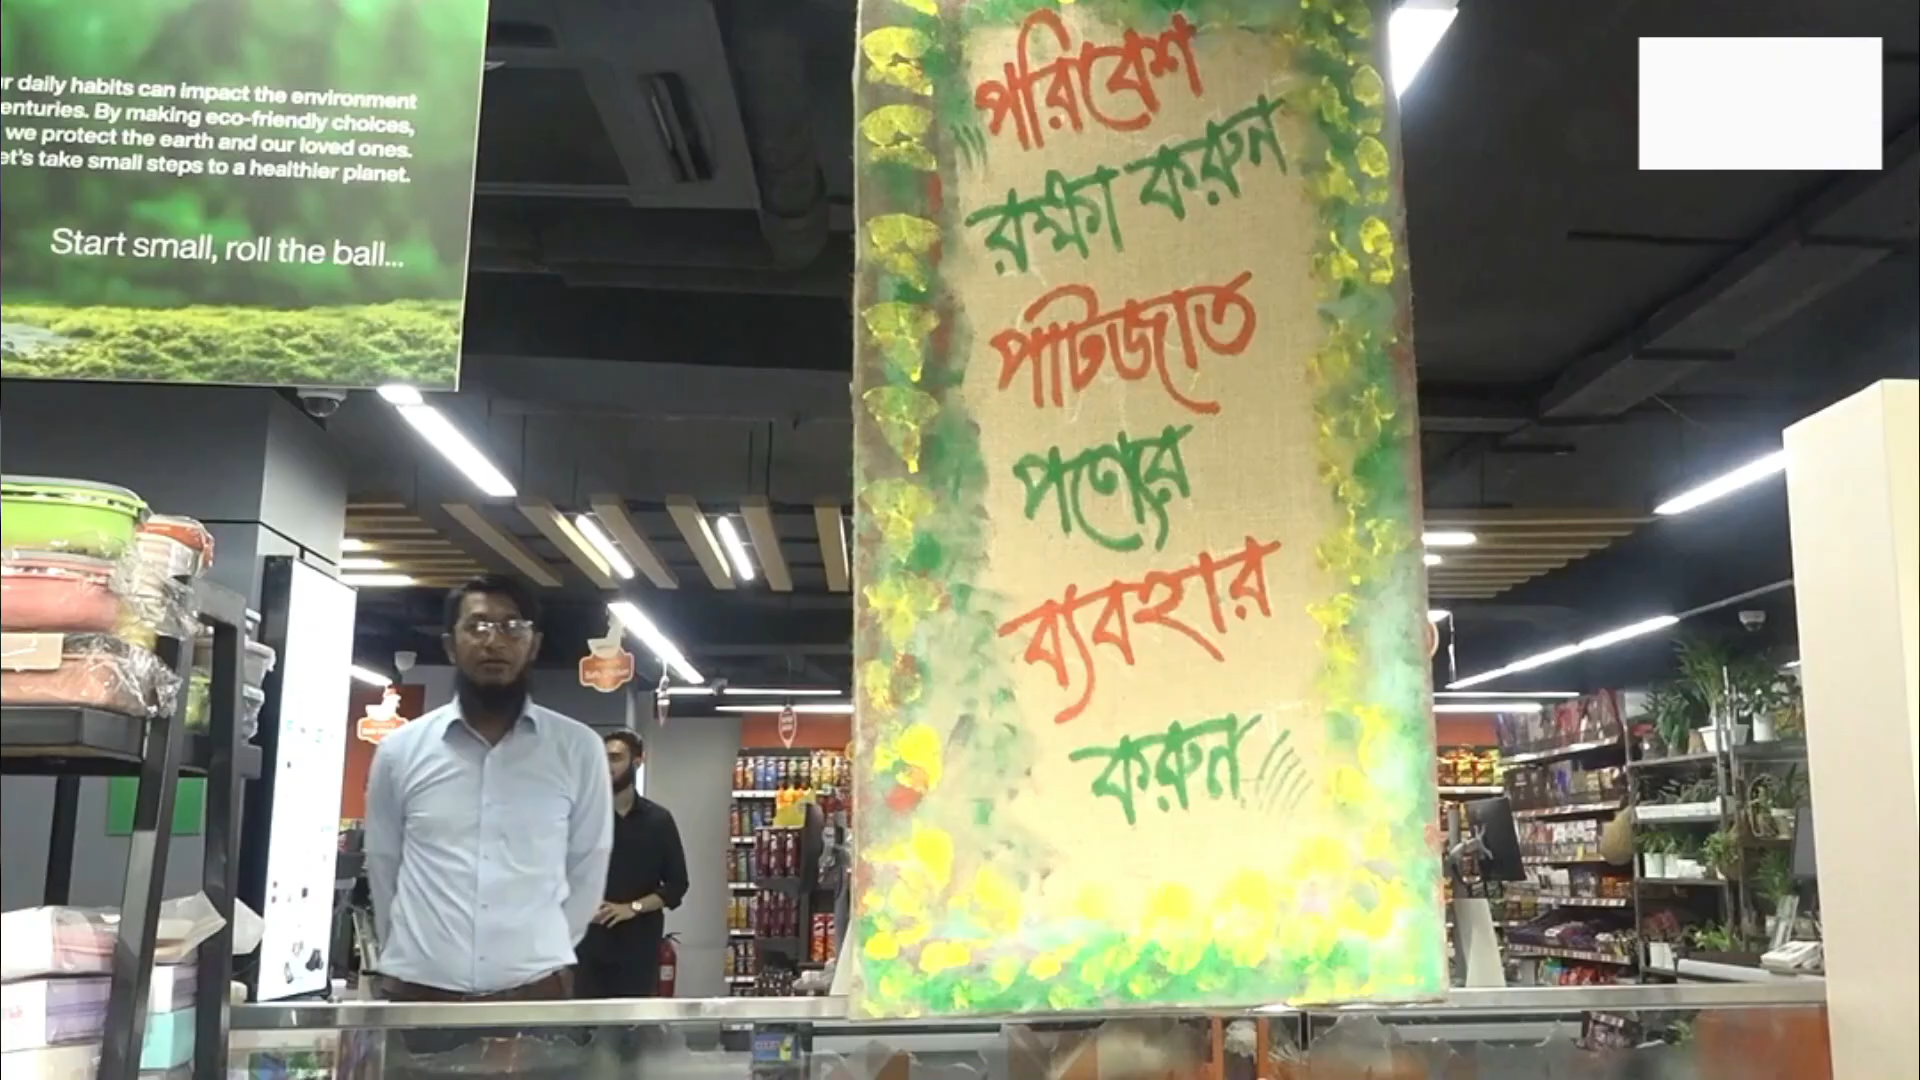 r daily habits can impact the environment
enturies. By making eco-friendly choices,
we protect the earth and our loved ones.
et's take small steps to a healthier planet.
Start small, roll the ball...
পরিবেশ
রক্ষা করুন
পাটজাত
পণ্যের
ব্যবহার
করুন